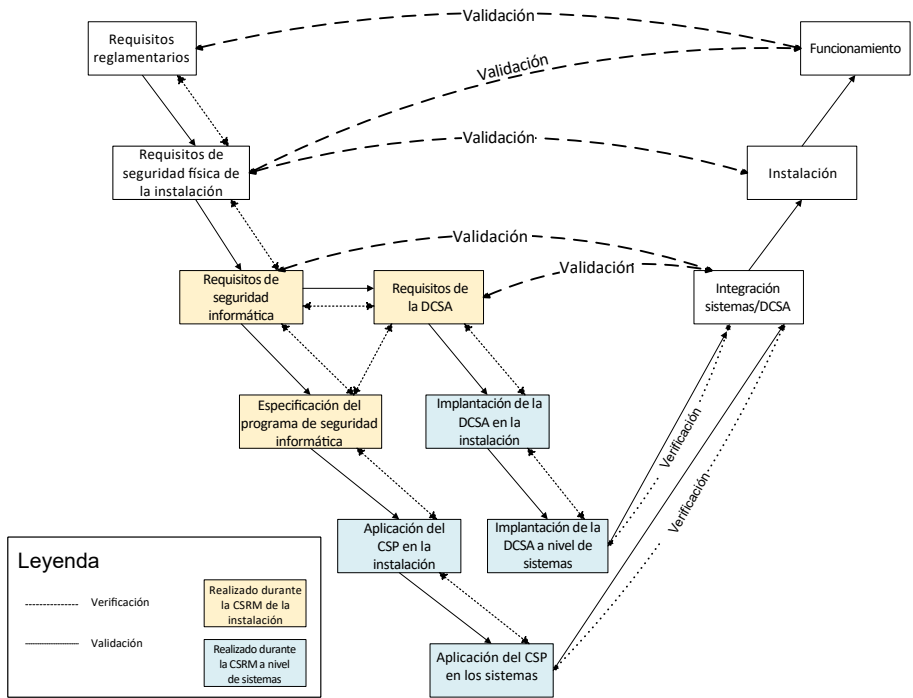 Requisitos
reglamentarios
Validación
Funcionamiento
Validación
Requisitos de
seguridad física de
la instalación
Validación
Instalación
Requisitos de
seguridad
informática
Requisitos de
la DCSA
Validación
Validación
Integración
sistemas/DCSA
Especificación del
programa de seguridad
informática
Implantación de la
DCSA en la
instalación
Verificación
Verificación
Aplicación del
CSP en la
instalación
Implantación de la
DCSA a nivel de
sistemas
Aplicación del CSP
en los sistemas
Leyenda
Verificación
Validación
Realizado durante
la CSRM de la
instalación
Realizado durante
la CSRM a nivel
de sistemas